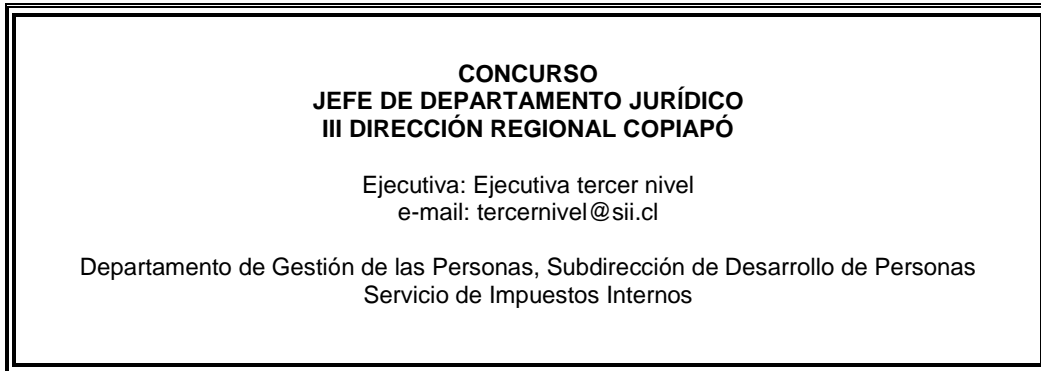 CONCURSO
JEFE DE DEPARTAMENTO JURÍDICO
III DIRECCIÓN REGIONAL COPIAPÓ
Ejecutiva: Ejecutiva tercer nivel
e-mail: tercernivel@sii.cl
Departamento de Gestión de las Personas, Subdirección de Desarrollo de Personas
Servicio de Impuestos Internos